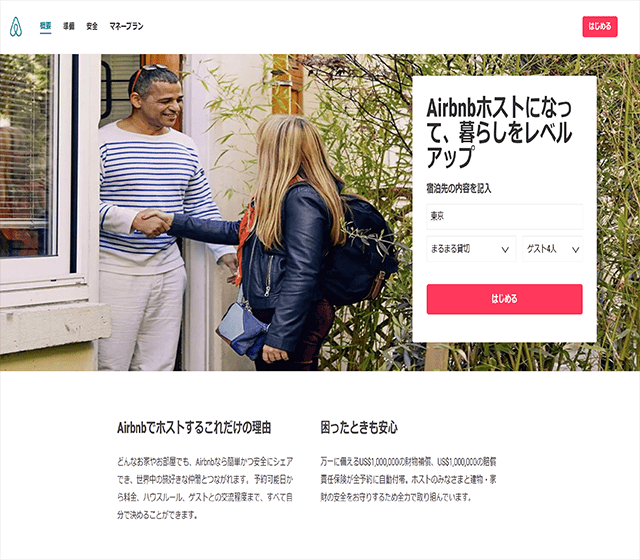 概要 準備 安全 マネープラン はじめる
Airbnbホストになっ
て、暮らしをレベル
アップ
宿泊先の内容を記入
東京
まるまる貸切 ゲスト4人
はじめる
Airbnbでホストするこれだけの理由
どんなお家やお部屋でも、Airbnbなら簡単かつ安全にシェア
でき、世界中の旅好きな仲間とつながれます。 予約可能日か
ら料金、ハウスルール、ゲストとの交流程度まで、すべて自
分で決めることができます。
困ったときも安心
万一に備えるUS$1,000,000の財物補償、US$1,000,000の賠償
責任保険が全予約に自動付帯。ホストのみなさまと建物・家
財の安全をお守りするため全力で取り組んでいます。